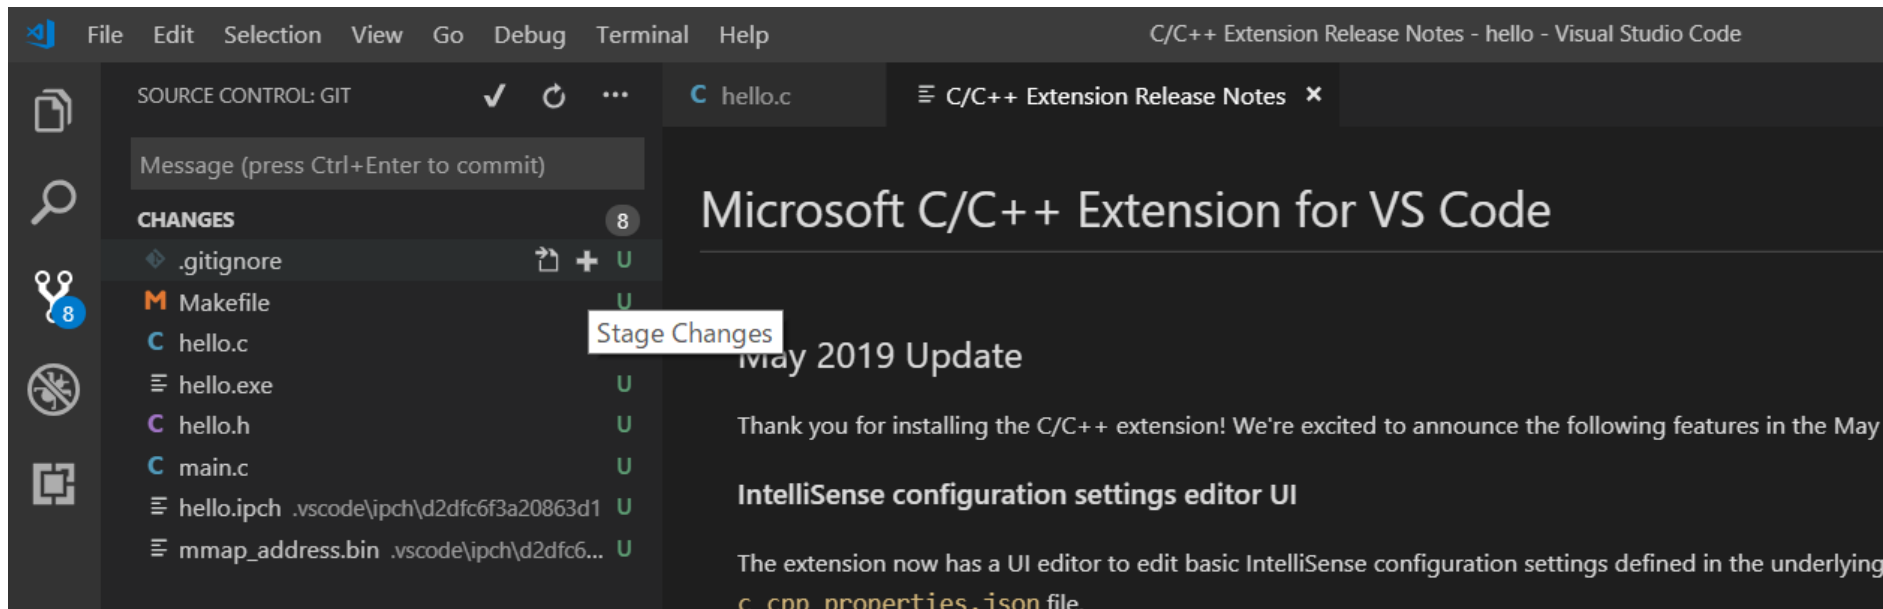 File Edit Selection View Go Debug Terminal Help C/C++ Extension Release Notes - hello - Visual Studio Code
SOURCE CONTROL: GIT
hello.c C/C++ Extension Release Notes
Message (press Ctrl+Enter to commit)
CHANGES 8
.gitignore U
Makefile U
hello.c
hello.exe U
hello.h U
main.c U
hello.ipch .vscode\ipch\d2dfc6f3a20863d1 U
mmap_address.bin .vscode\ipch\d2dfc6... U
8
Stage Changes
Microsoft C/C++ Extension for VS Code
May 2019 Update
Thank you for installing the C/C++ extension! We're excited to announce the following features in the May
IntelliSense configuration settings editor UI
The extension now has a UI editor to edit basic IntelliSense configuration settings defined in the underlying
c_cpp_properties.json file